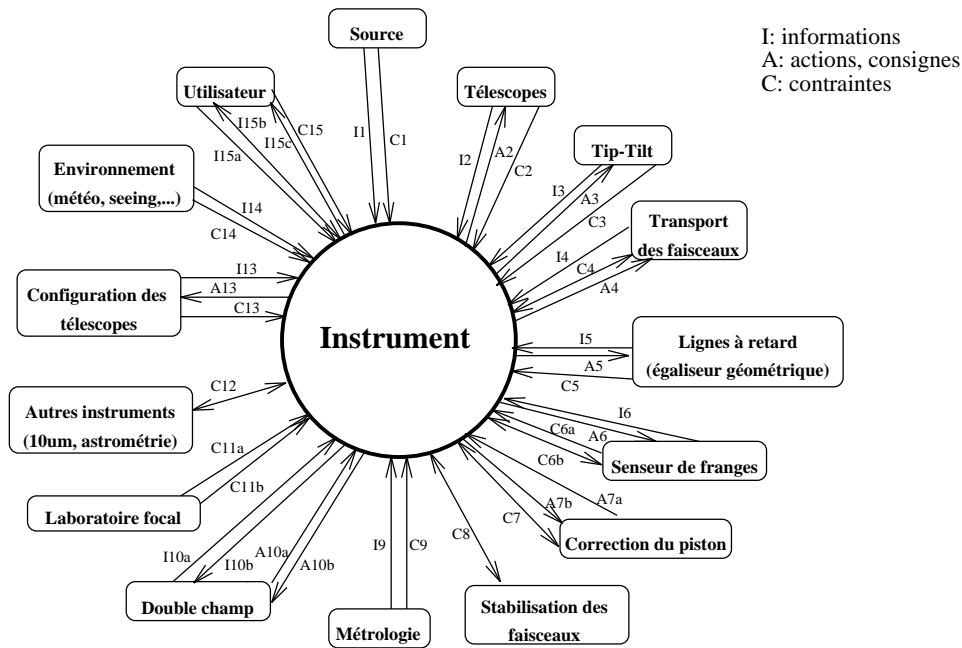 Source
I: informations
A: actions, consignes
C: contraintes
Utilisateur
Télescopes
I15b
C15
I15c
I15a
I1
C1
I2
A2
C2
Tip-Tilt
Environnement
(météo, seeing,...)
I14
C14
I3
A3
C3
Transport
des faisceaux
I4
C4
A4
Configuration des
télescopes
I13
A13
C13
Instrument
I5
A5
C5
Lignes à retard
(égaliseur géométrique)
C12
Autres instruments
(10um, astrométrie)
I6
C6a
A6
C6b
Senseur de franges
C11a
C11b
Laboratoire focal
A7a
A7b
C7
Correction du piston
I10a
I10b
A10a
A10b
Double champ
I9
C9
Métrologie
C8
Stabilisation des
faisceaux